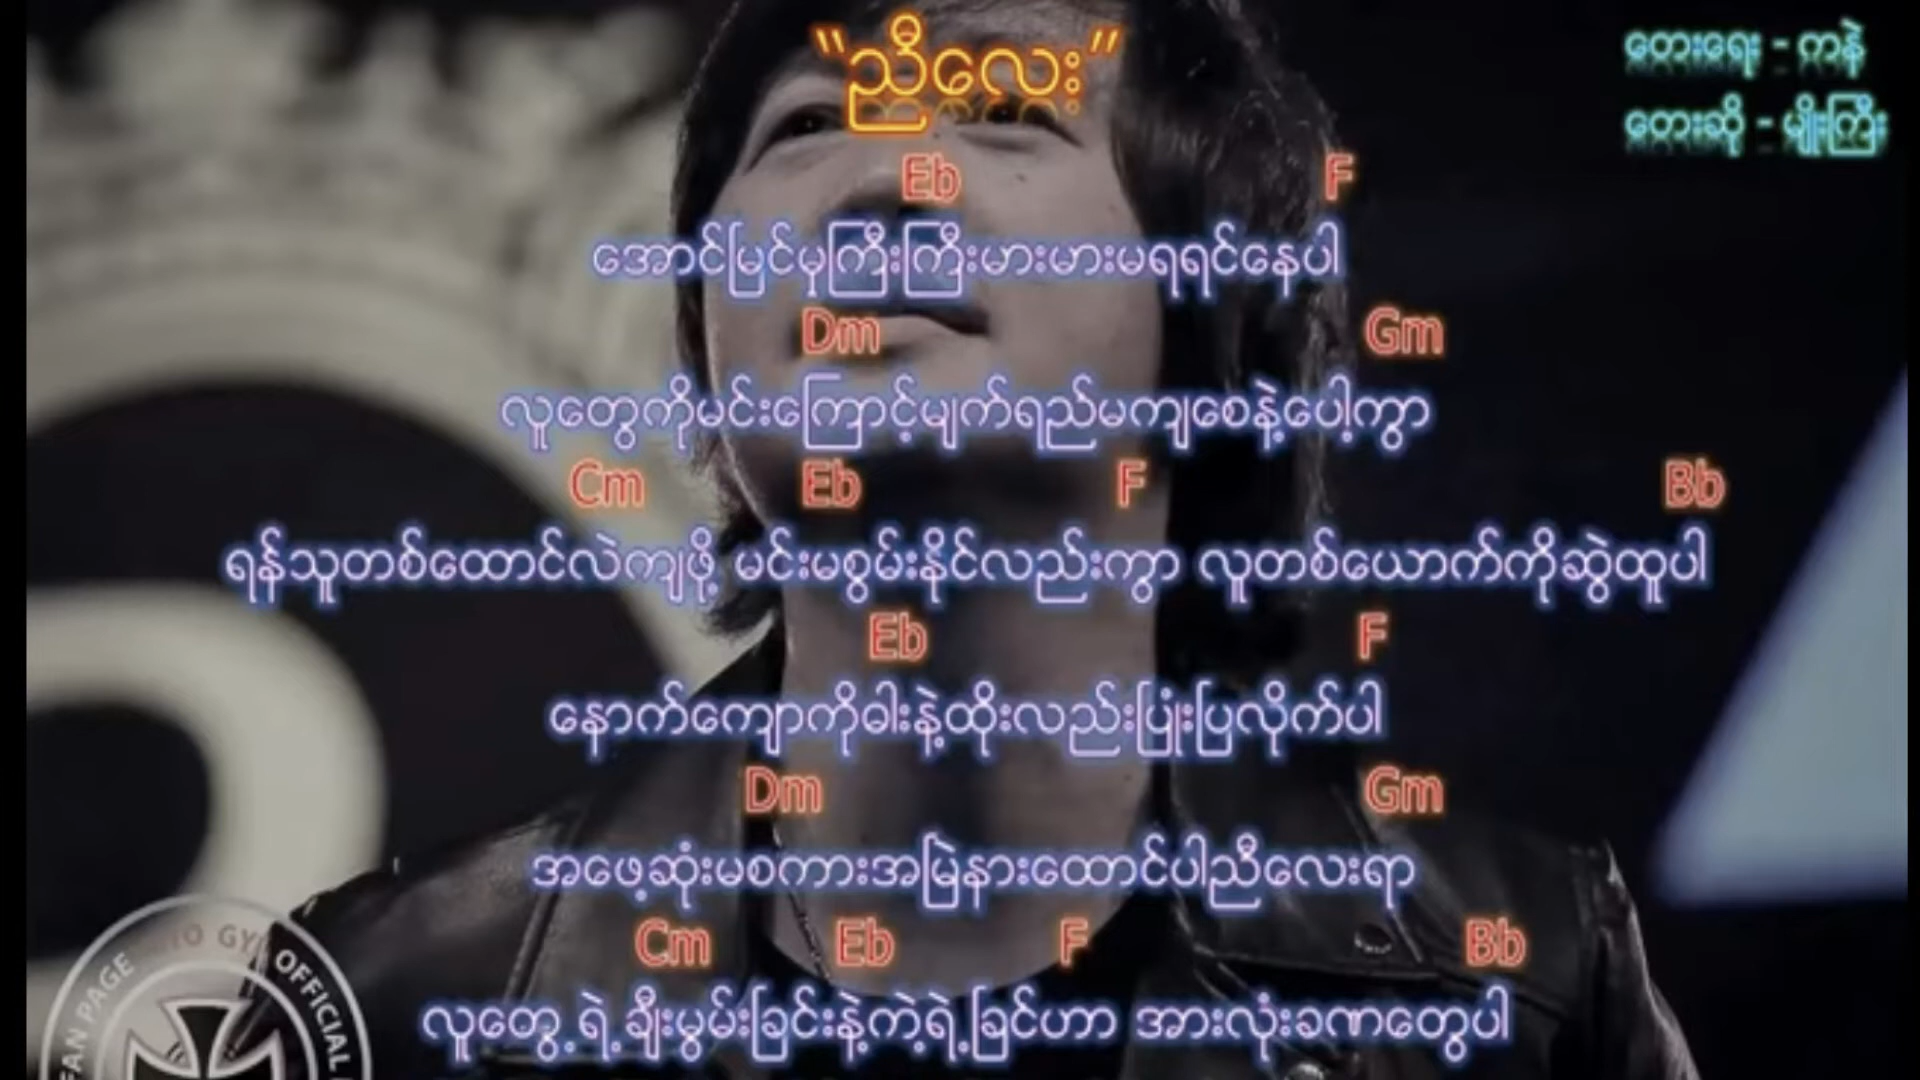 "ညီလေး"
တေးရေး - ကနဲ
တေးဆို - မျိုးကြီး
Eb F
အောင်မြင်မှုကြီးကြီးမားမားမရရင်နေပါ
Dm Gm
လူတွေကိုမင်းကြောင့်မျက်ရည်မကျစေနဲ့ပေါ့ကွာ
Cm Eb F Bb
ရန်သူတစ်ထောင်လဲကျဖို့ မင်းမစွမ်းနိုင်လည်းကွာ လူတစ်ယောက်ကိုဆွဲထူပါ
Eb F
နောက်ကျောကိုဓါးနဲ့ထိုးလည်းပြုံးပြလိုက်ပါ
Dm Gm
အဖေ့ဆုံးမစကားအမြဲနားထောင်ပါညီလေးရာ
Cm Eb F Bb
လူတွေ့ရဲ့ချီးမွမ်းခြင်းနဲ့ကဲ့ရဲ့ခြင်ဟာ အားလုံးခဏတွေပါ
FAN PAGE GY OFFICIAL